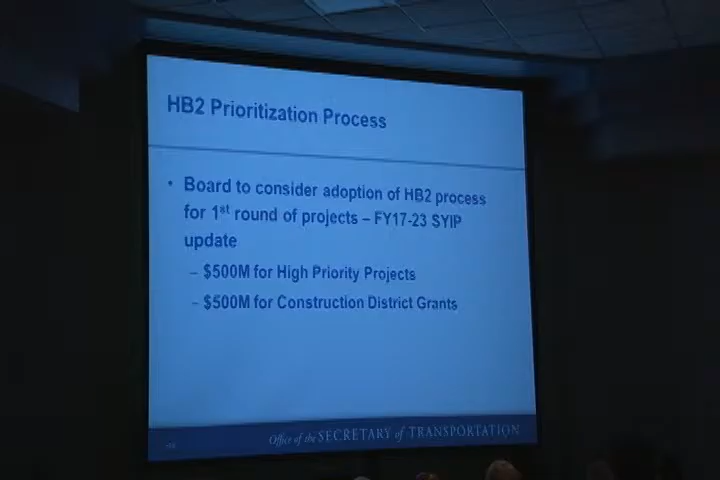 HB2 Prioritization Process
• Board to consider adoption of HB2 process
for 1st round of projects – FY17-23 SYIP
update
– $500M for High Priority Projects
– $500M for Construction District Grants
Office of the SECRETARY of TRANSPORTATION